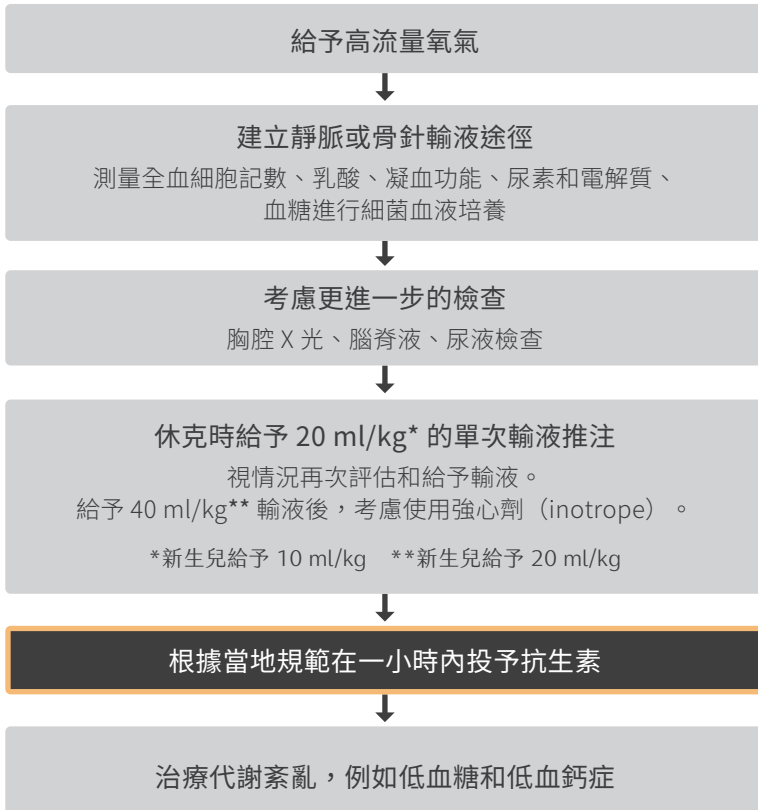 給予高流量氧氣
建立靜脈或骨針輸液途徑
測量全血細胞記數、乳酸、凝血功能、尿素和電解質、
血糖進行細菌血液培養
考慮更進一步的檢查
胸腔 X 光、腦脊液、尿液檢查
休克時給予 20 ml/kg* 的單次輸液推注
視情況再次評估和給予輸液。
給予 40 ml/kg** 輸液後，考慮使用強心劑（inotrope）。
*新生兒給予 10 ml/kg **新生兒給予 20 ml/kg
根據當地規範在一小時內投予抗生素
治療代謝紊亂，例如低血糖和低血鈣症